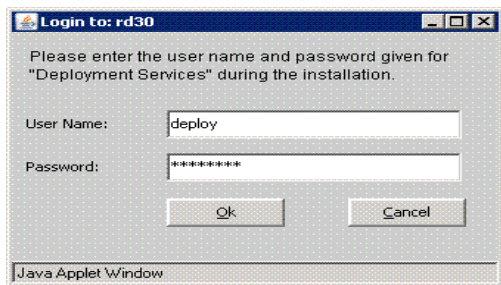 Login to: rd30
Please enter the user name and password given for
"Deployment Services" during the installation.
User Name: deploy
Password: ********
Ok Cancel
Java Applet Window